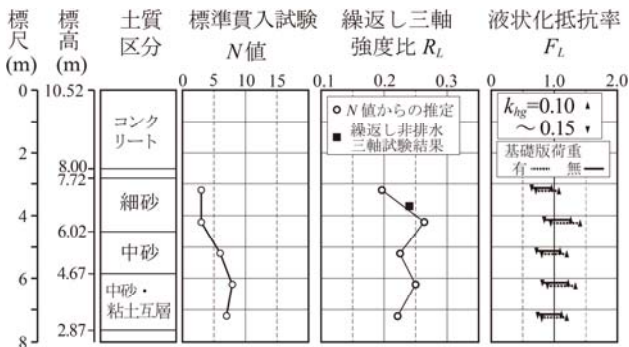 標尺(m)
標高(m)
土質区分
標準貫入試験
N値
0 5 10 15 20
繰返し三軸
強度比 RL
0.1 0.2 0.3
液状化抵抗率
FL
0 1.0 2.0
0
2
4
6
8
10.52
8.00
7.72
6.02
4.67
2.87
コンク
リート
細砂
中砂
中砂・
粘土互層
N値からの推定
繰返し非排水
三軸試験結果
khg=0.10
～0.15
基礎版荷重
有 無